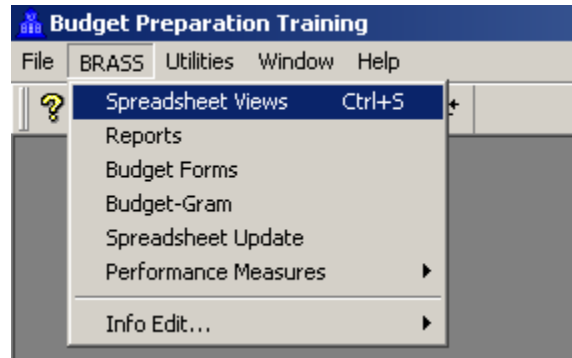 Budget Preparation Training
File BRASS Utilities Window Help
Spreadsheet Views Ctrl+S
Reports
Budget Forms
Budget-Gram
Spreadsheet Update
Performance Measures
Info Edit...